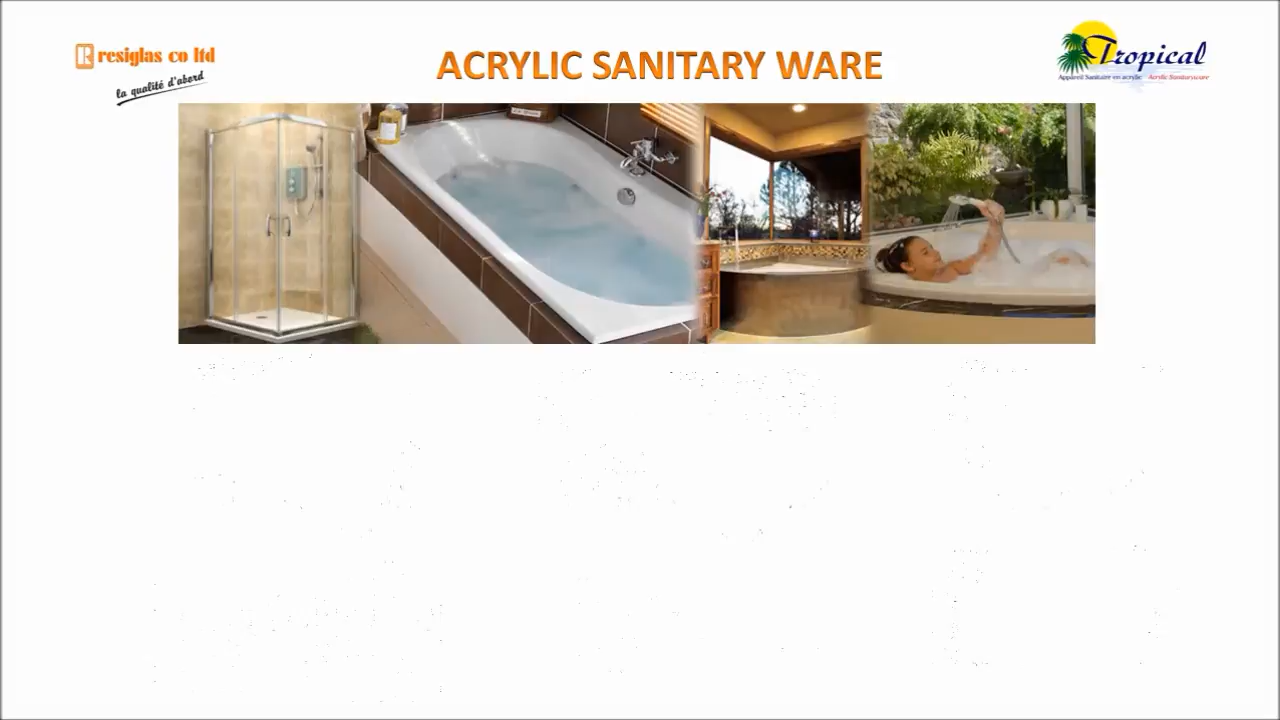 resiglas co ltd
la qualité d'abord
ACRYLIC SANITARY WARE
Tropical
Appareil Sanitaire en acrylic Acrylic Sanitaryware